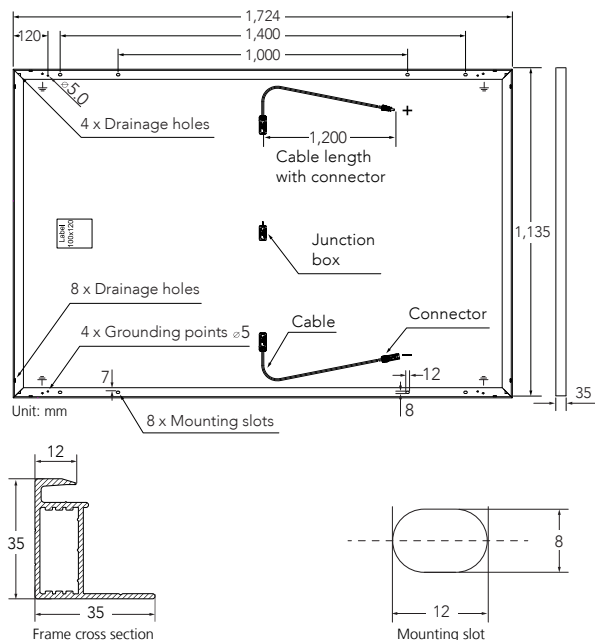 1,724
120
1,400
1,000
⌀5.0
+
4 x Drainage holes
1,200
Cable length
with connector
Label
100x120
1,135
Junction
box
8 x Drainage holes
Cable
Connector
4 x Grounding points ⌀5
–
7
12
8
35
Unit: mm
8 x Mounting slots
12
35
35
Frame cross section
8
12
Mounting slot